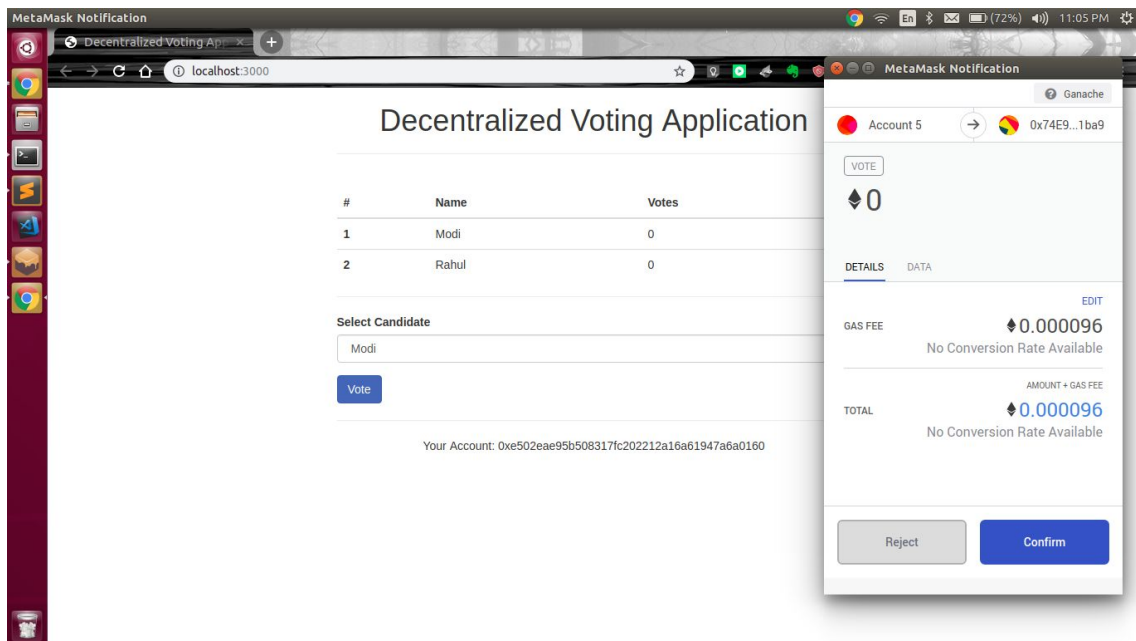 MetaMask Notification
En (72%) 11:05 PM
Decentralized Voting Ap
localhost:3000
MetaMask Notification
Ganache
Account 5 0x74E9...1ba9
VOTE
0
DETAILS DATA
EDIT
GAS FEE 0.000096
No Conversion Rate Available
AMOUNT + GAS FEE
TOTAL 0.000096
No Conversion Rate Available
Reject Confirm
Decentralized Voting Application
# Name Votes
1 Modi 0
2 Rahul 0
Select Candidate
Modi
Vote
Your Account: 0xe502eae95b508317fc202212a16a61947a6a0160